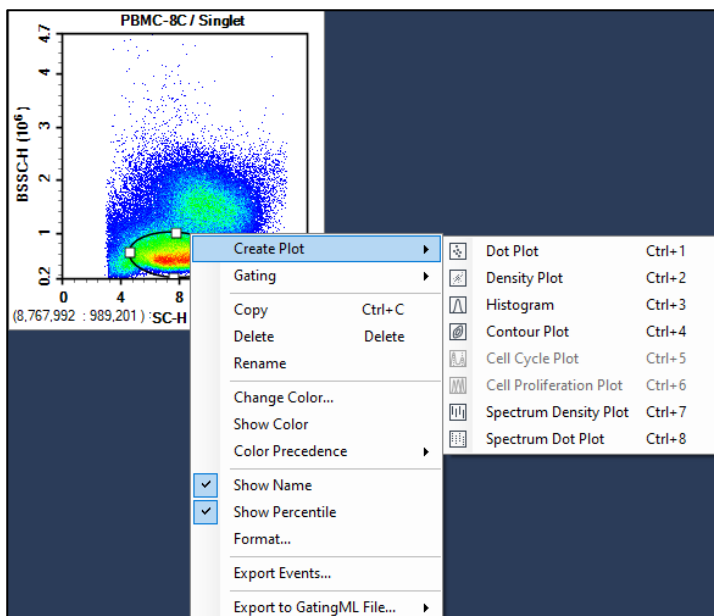 PBMC-8C / Singlet
4.7
4
3
2
1
0.2
BSSC-H (10⁶)
0 4 8
(8,767,992 : 989,201 ) SC-H
Create Plot
Gating
Copy Ctrl+C
Delete Delete
Rename
Change Color...
Show Color
Color Precedence
Show Name
Show Percentile
Format...
Export Events...
Export to GatingML File...
Dot Plot Ctrl+1
Density Plot Ctrl+2
Histogram Ctrl+3
Contour Plot Ctrl+4
Cell Cycle Plot Ctrl+5
Cell Proliferation Plot Ctrl+6
Spectrum Density Plot Ctrl+7
Spectrum Dot Plot Ctrl+8